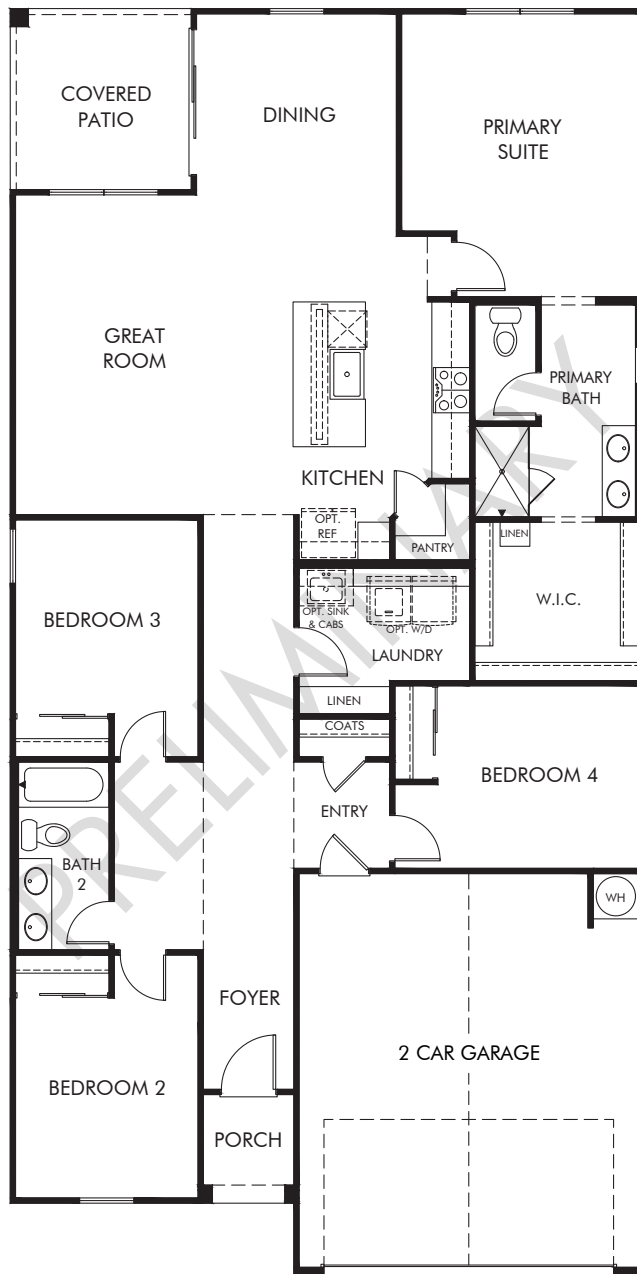 COVERED
PATIO
DINING
PRIMARY
SUITE
GREAT
ROOM
PRIMARY
BATH
KITCHEN
OPT.
REF
PANTRY
LINEN
W.I.C.
OPT. SINK
& CABS
OPT. W/D
LAUNDRY
BEDROOM 3
LINEN
COATS
BEDROOM 4
ENTRY
BATH
2
WH
FOYER
2 CAR GARAGE
BEDROOM 2
PORCH
PRELIMINARY